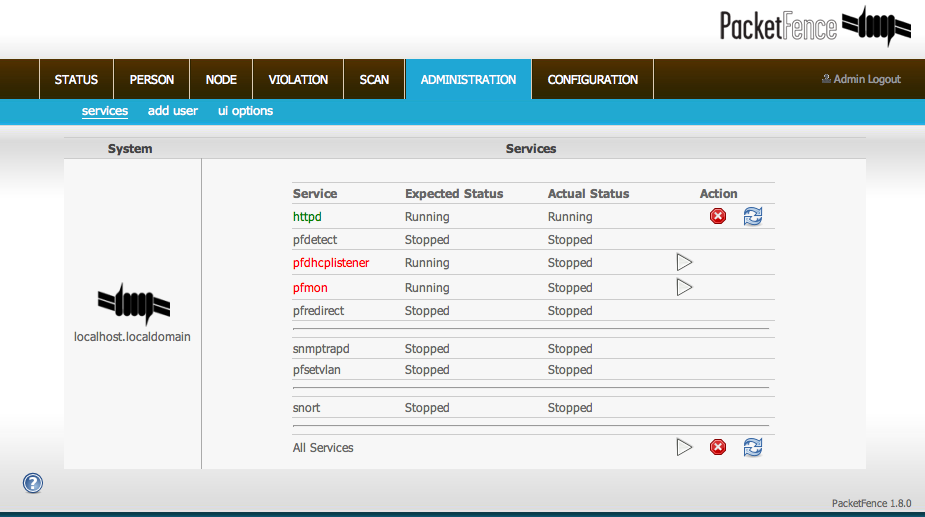 PacketFence
STATUS PERSON NODE VIOLATION SCAN ADMINISTRATION CONFIGURATION Admin Logout
services add user ui options
System Services
Service Expected Status Actual Status Action
httpd Running Running
pfdetect Stopped Stopped
pfdhcplistener Running Stopped
pfmon Running Stopped
pfredirect Stopped Stopped
localhost.localdomain
snmptrapd Stopped Stopped
pfsetvlan Stopped Stopped
snort Stopped Stopped
All Services
?
PacketFence 1.8.0